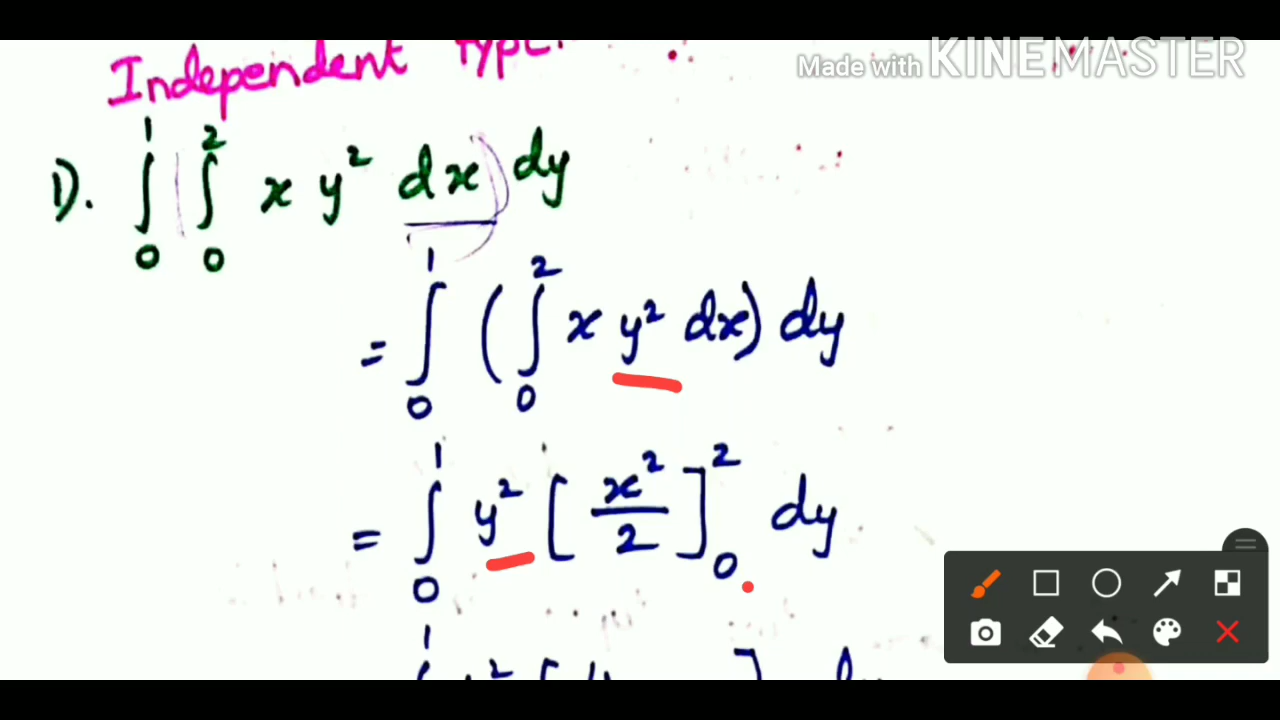 Made with KINEMASTER
Independent Type:
1). ∫₀¹ ∫₀² x y² dx dy
= ∫₀¹ ( ∫₀² x y² dx) dy
= ∫₀¹ y² [ x²/2 ]₀² dy